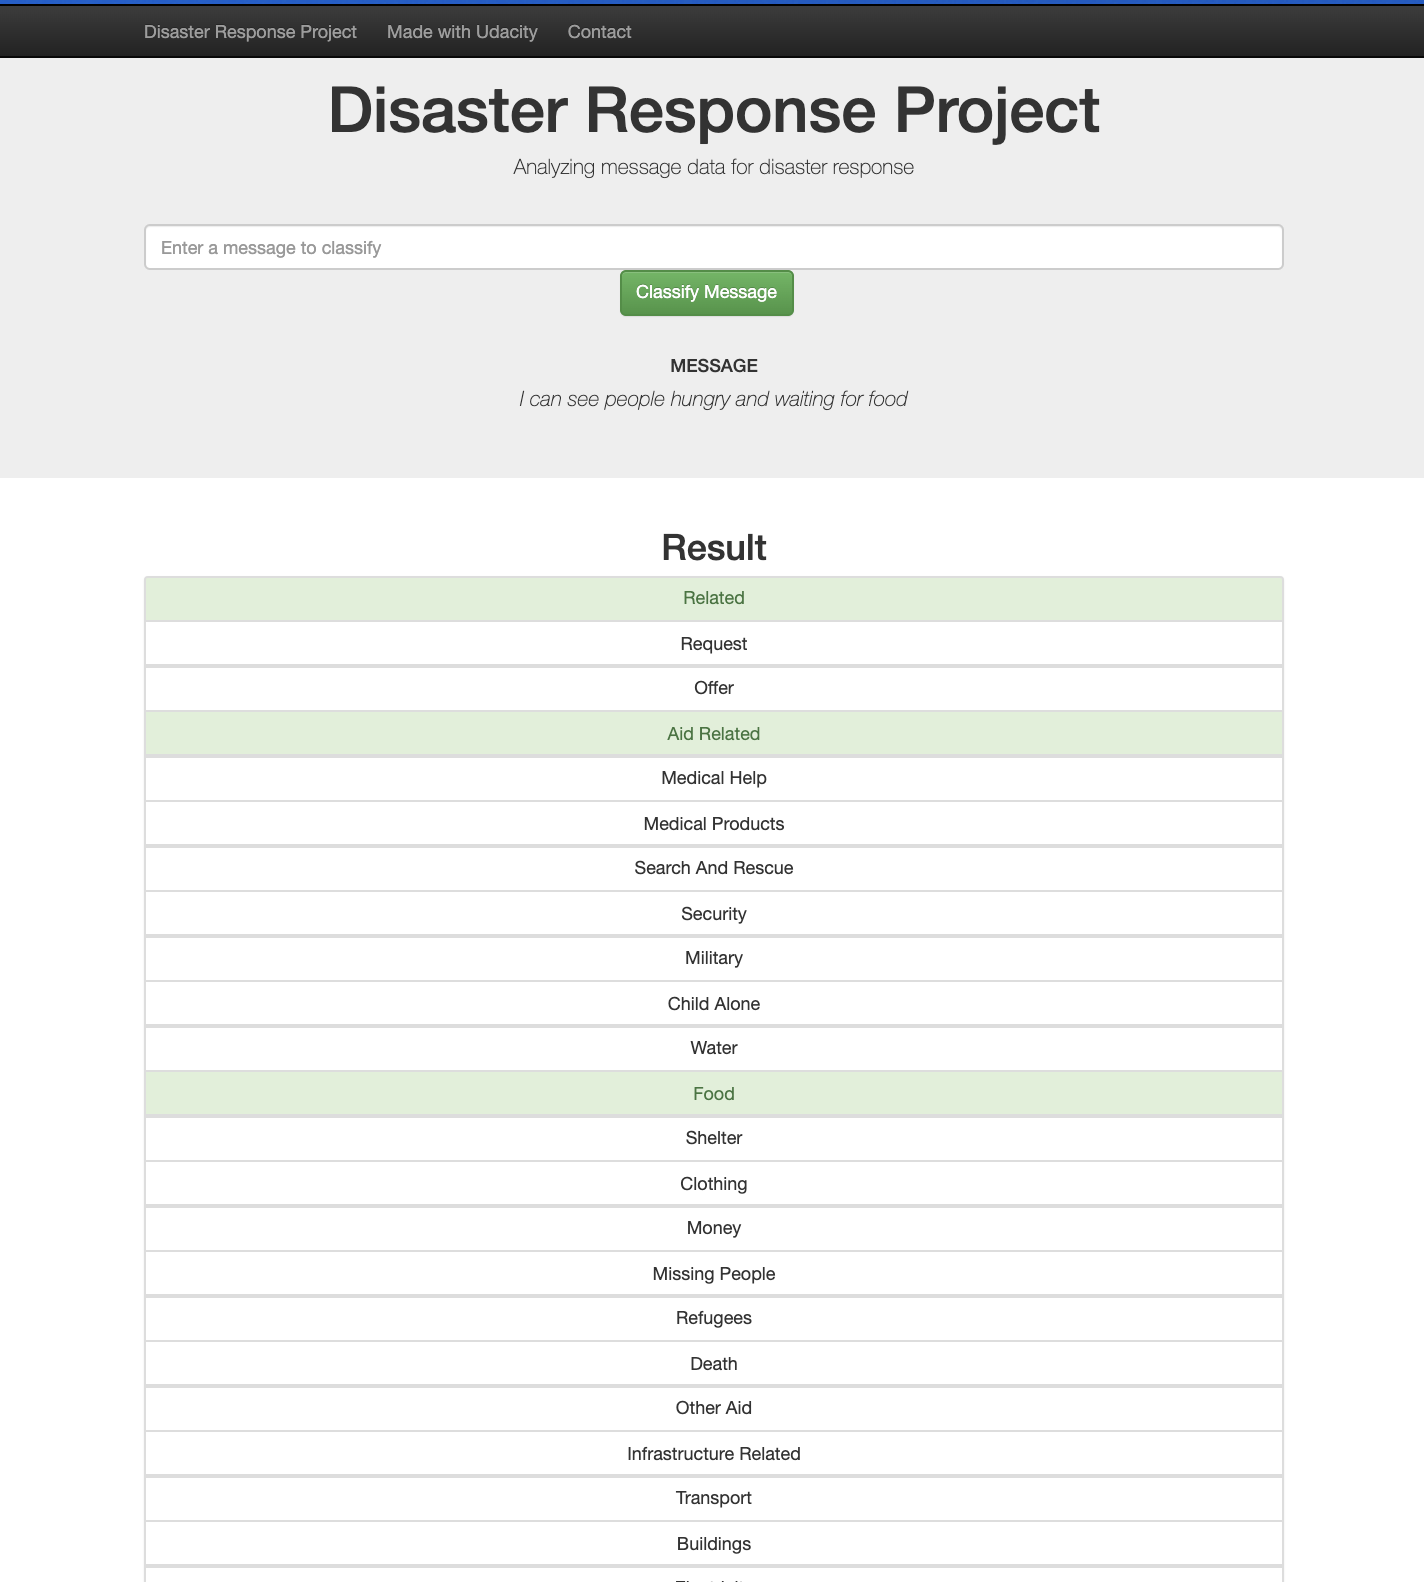 Disaster Response Project Made with Udacity Contact
Disaster Response Project
Analyzing message data for disaster response
Enter a message to classify
Classify Message
MESSAGE
I can see people hungry and waiting for food
Result
Related
Request
Offer
Aid Related
Medical Help
Medical Products
Search And Rescue
Security
Military
Child Alone
Water
Food
Shelter
Clothing
Money
Missing People
Refugees
Death
Other Aid
Infrastructure Related
Transport
Buildings